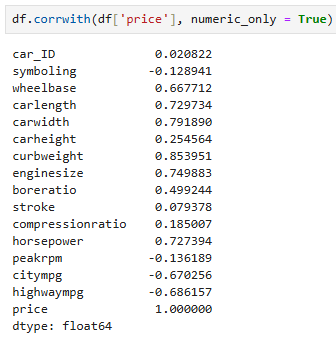 df.corrwith(df['price'], numeric_only = True)
car_ID 0.020822
symboling -0.128941
wheelbase 0.667712
carlength 0.729734
carwidth 0.791890
carheight 0.254564
curbweight 0.853951
enginesize 0.749883
boreratio 0.499244
stroke 0.079378
compressionratio 0.185007
horsepower 0.727394
peakrpm -0.136189
citympg -0.670256
highwaympg -0.686157
price 1.000000
dtype: float64